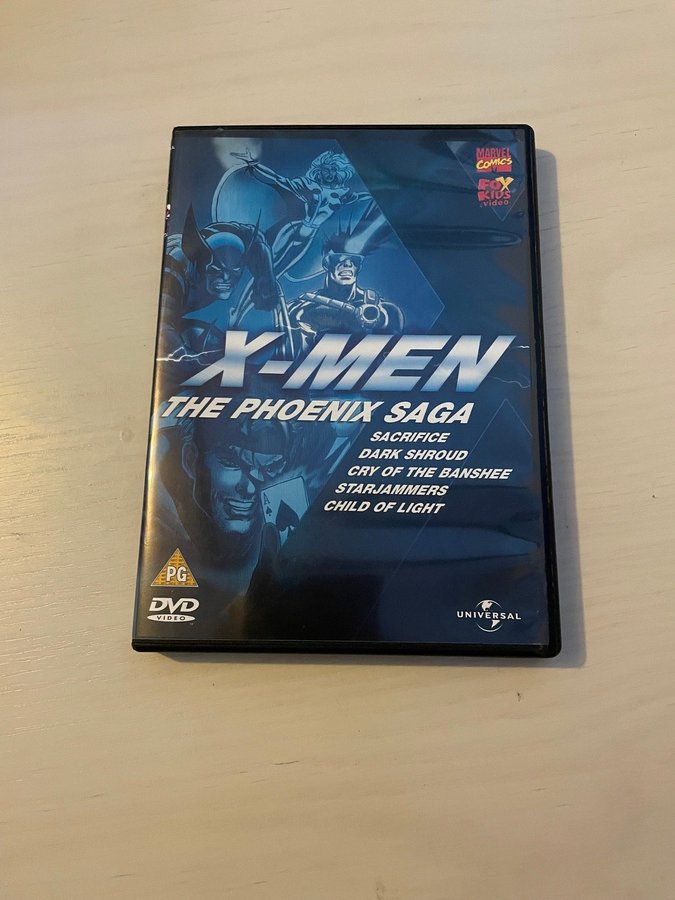 MARVEL
COMICS
FOX
KIDS
video
X-MEN
THE PHOENIX SAGA
SACRIFICE
DARK SHROUD
CRY OF THE BANSHEE
STARJAMMERS
CHILD OF LIGHT
PG
DVD
VIDEO
UNIVERSAL
A